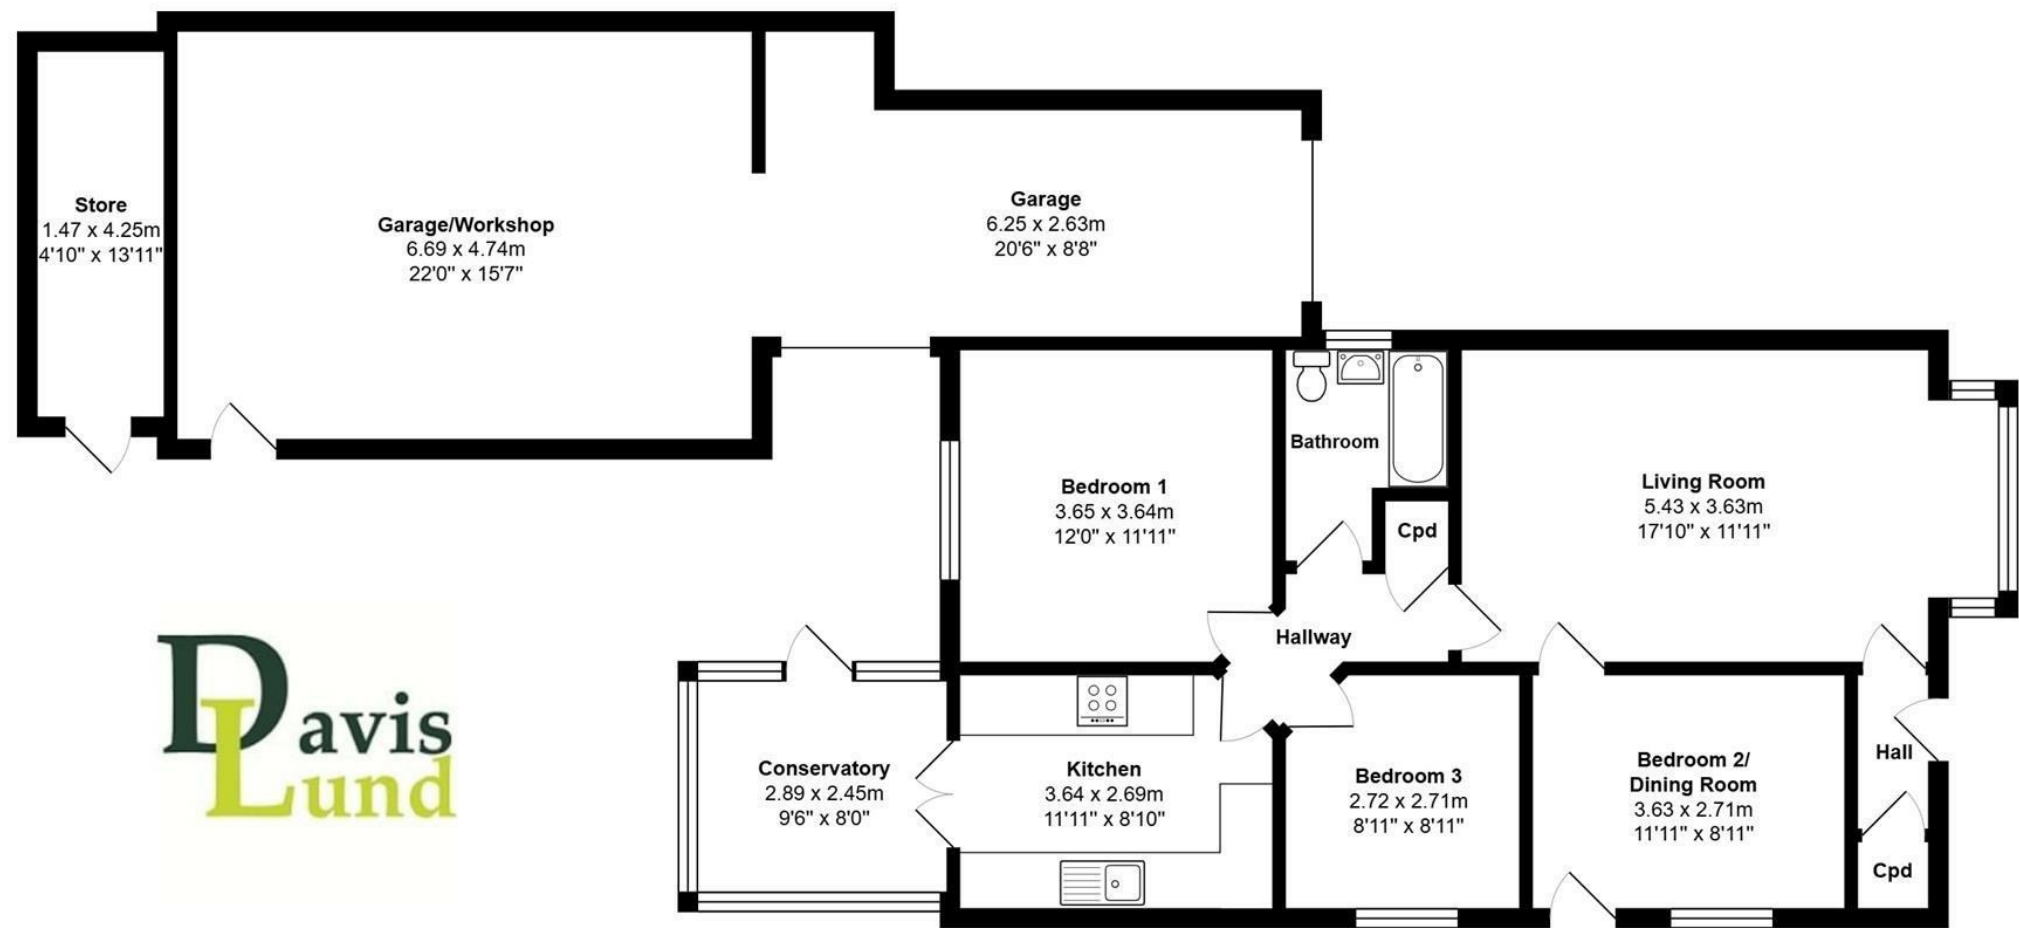 Store
1.47 x 4.25m
4'10" x 13'11"
Garage/Workshop
6.69 x 4.74m
22'0" x 15'7"
Garage
6.25 x 2.63m
20'6" x 8'8"
Bedroom 1
3.65 x 3.64m
12'0" x 11'11"
Bathroom
Cpd
Living Room
5.43 x 3.63m
17'10" x 11'11"
Hallway
Davis
Lund
Conservatory
2.89 x 2.45m
9'6" x 8'0"
Kitchen
3.64 x 2.69m
11'11" x 8'10"
Bedroom 3
2.72 x 2.71m
8'11" x 8'11"
Bedroom 2/
Dining Room
3.63 x 2.71m
11'11" x 8'11"
Hall
Cpd